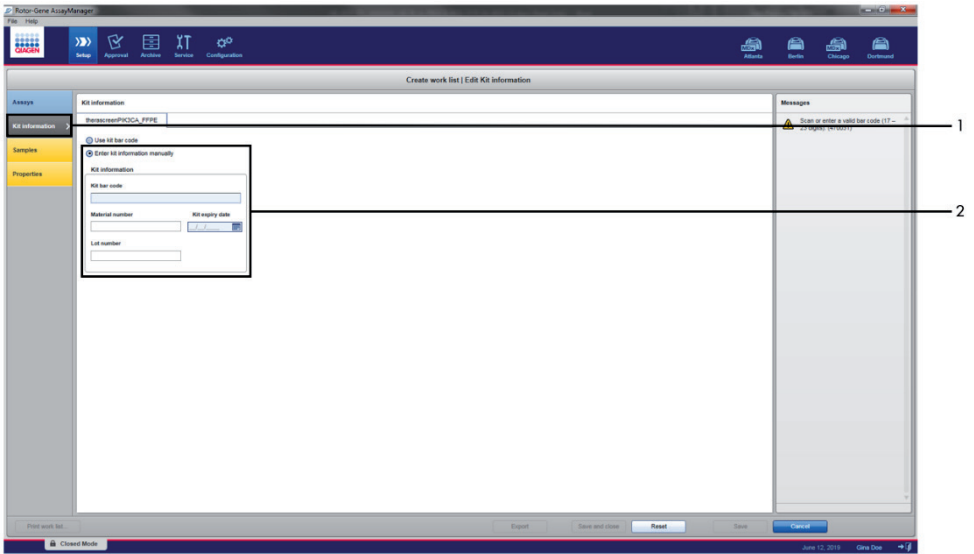 Rotor-Gene AssayManager
File Help
QIAGEN
Setup Approval Archive Service Configuration
Atlanta Berlin Chicago Dortmund
Create work list | Edit Kit information
Assays
Kit information
Samples
Properties
Kit information
therascreenPIK3CA_FFPE
Use kit bar code
Enter kit information manually
Kit information
Kit bar code
Material number Kit expiry date
/ /
Lot number
Messages
Scan or enter a valid bar code (17 –
1
2
Print work list...
Export Save and close Reset Save Cancel
Closed Mode
June 12, 2019 Gina Doe